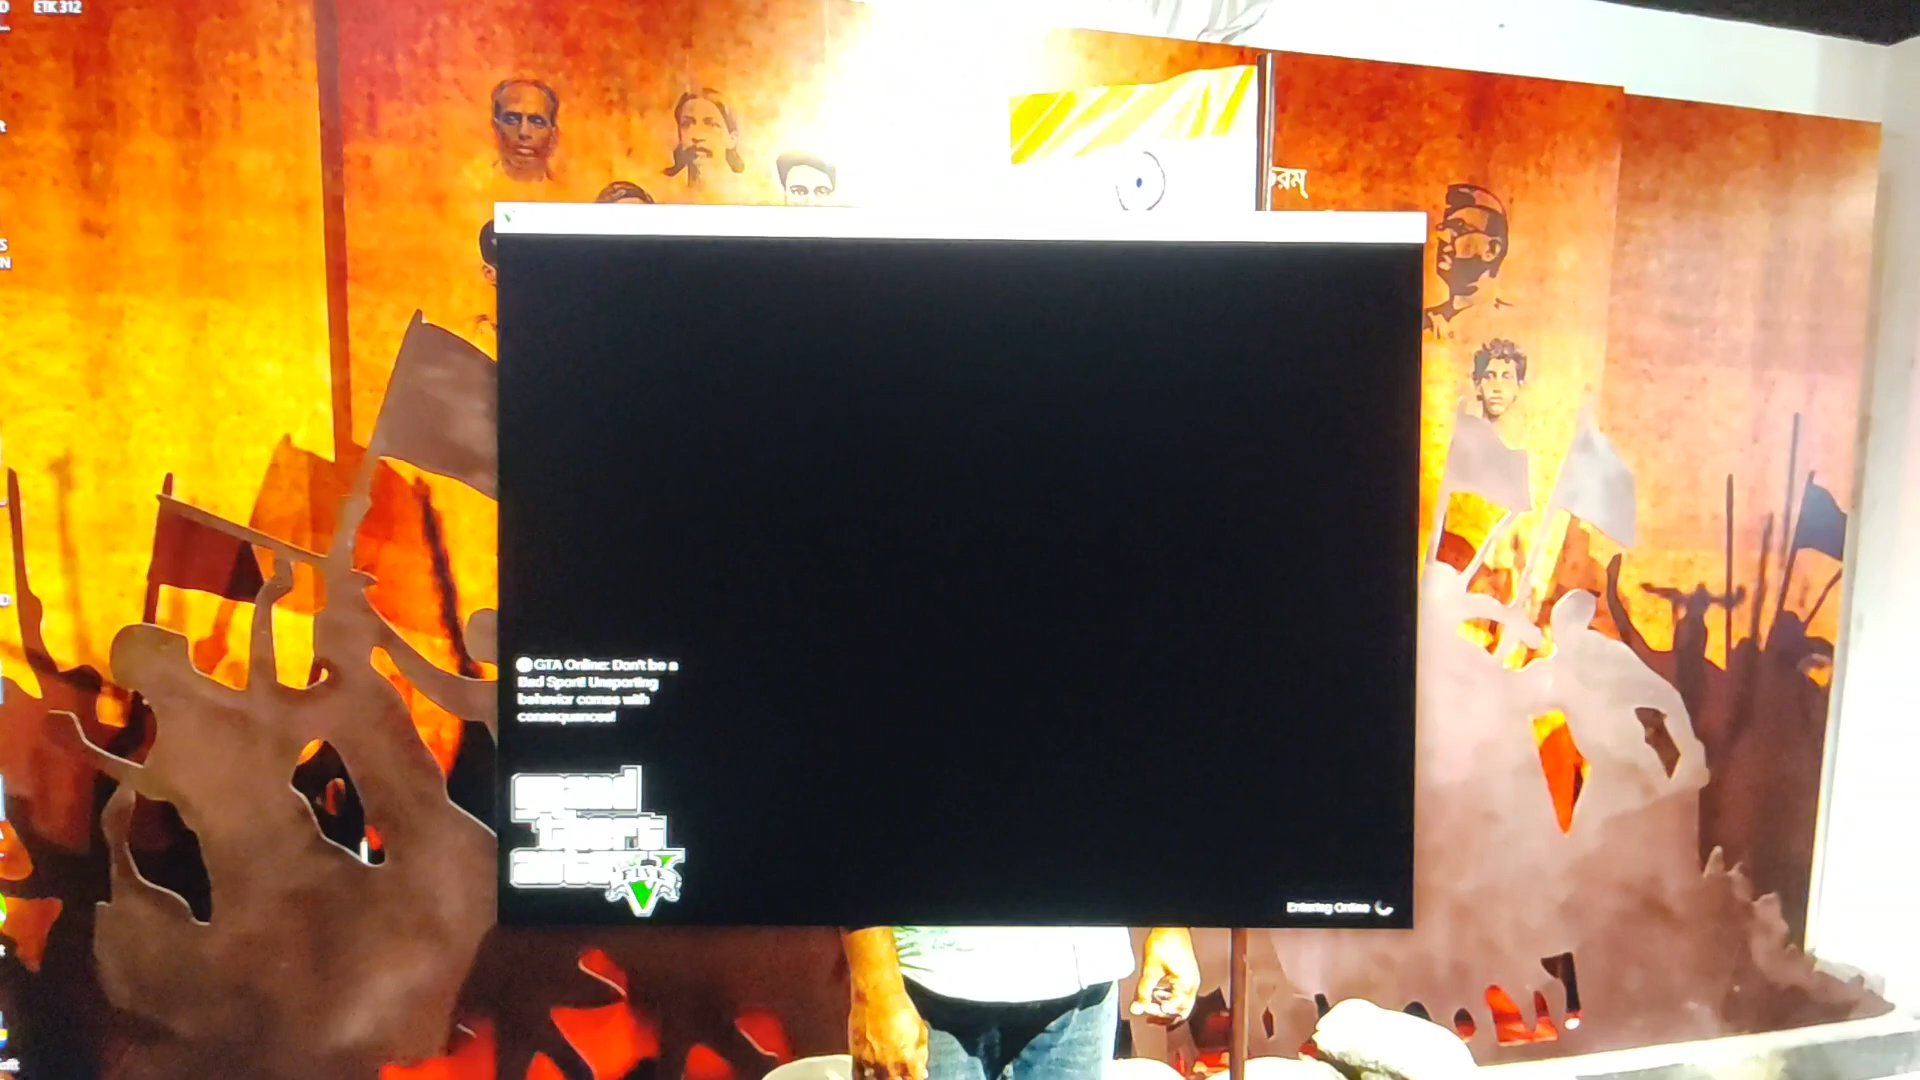 ETK 312
রম্
GTA Online: Don't be a
Bad Sport! Unsporting
behavior comes with
consequences!
grand
theft
auto
FIVE
Entering Online